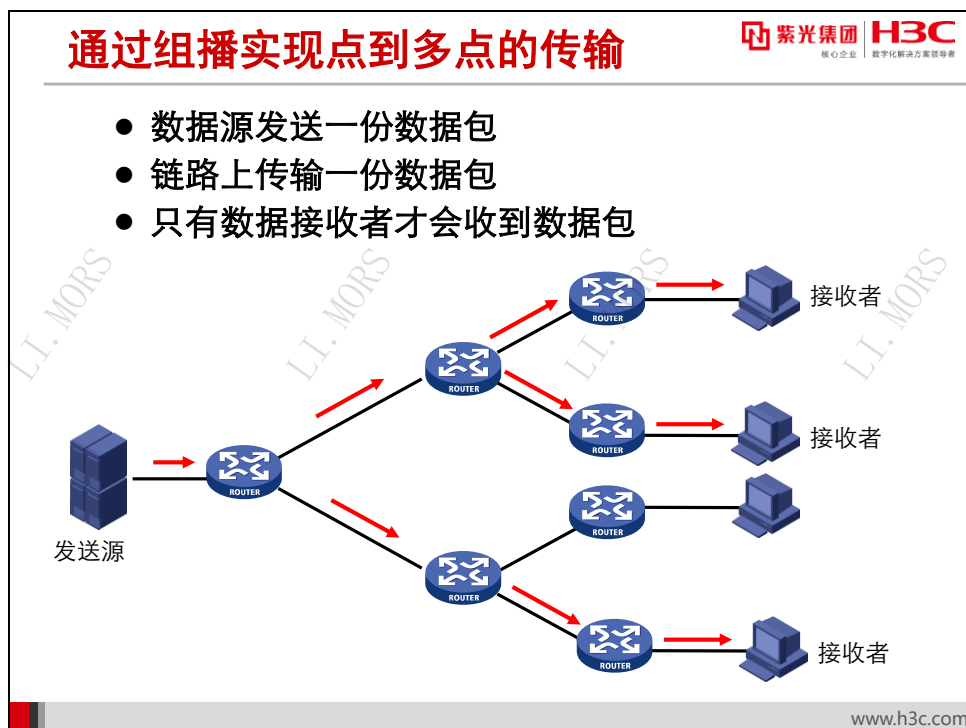 通过组播实现点到多点的传输
紫光集团
核心企业
H3C
数字化解决方案领导者
● 数据源发送一份数据包
● 链路上传输一份数据包
● 只有数据接收者才会收到数据包
LI.MORS
LI.MORS
LI.MORS
LI.MORS
ROUTER
接收者
ROUTER
ROUTER
接收者
ROUTER
ROUTER
发送源
ROUTER
ROUTER
接收者
www.h3c.com